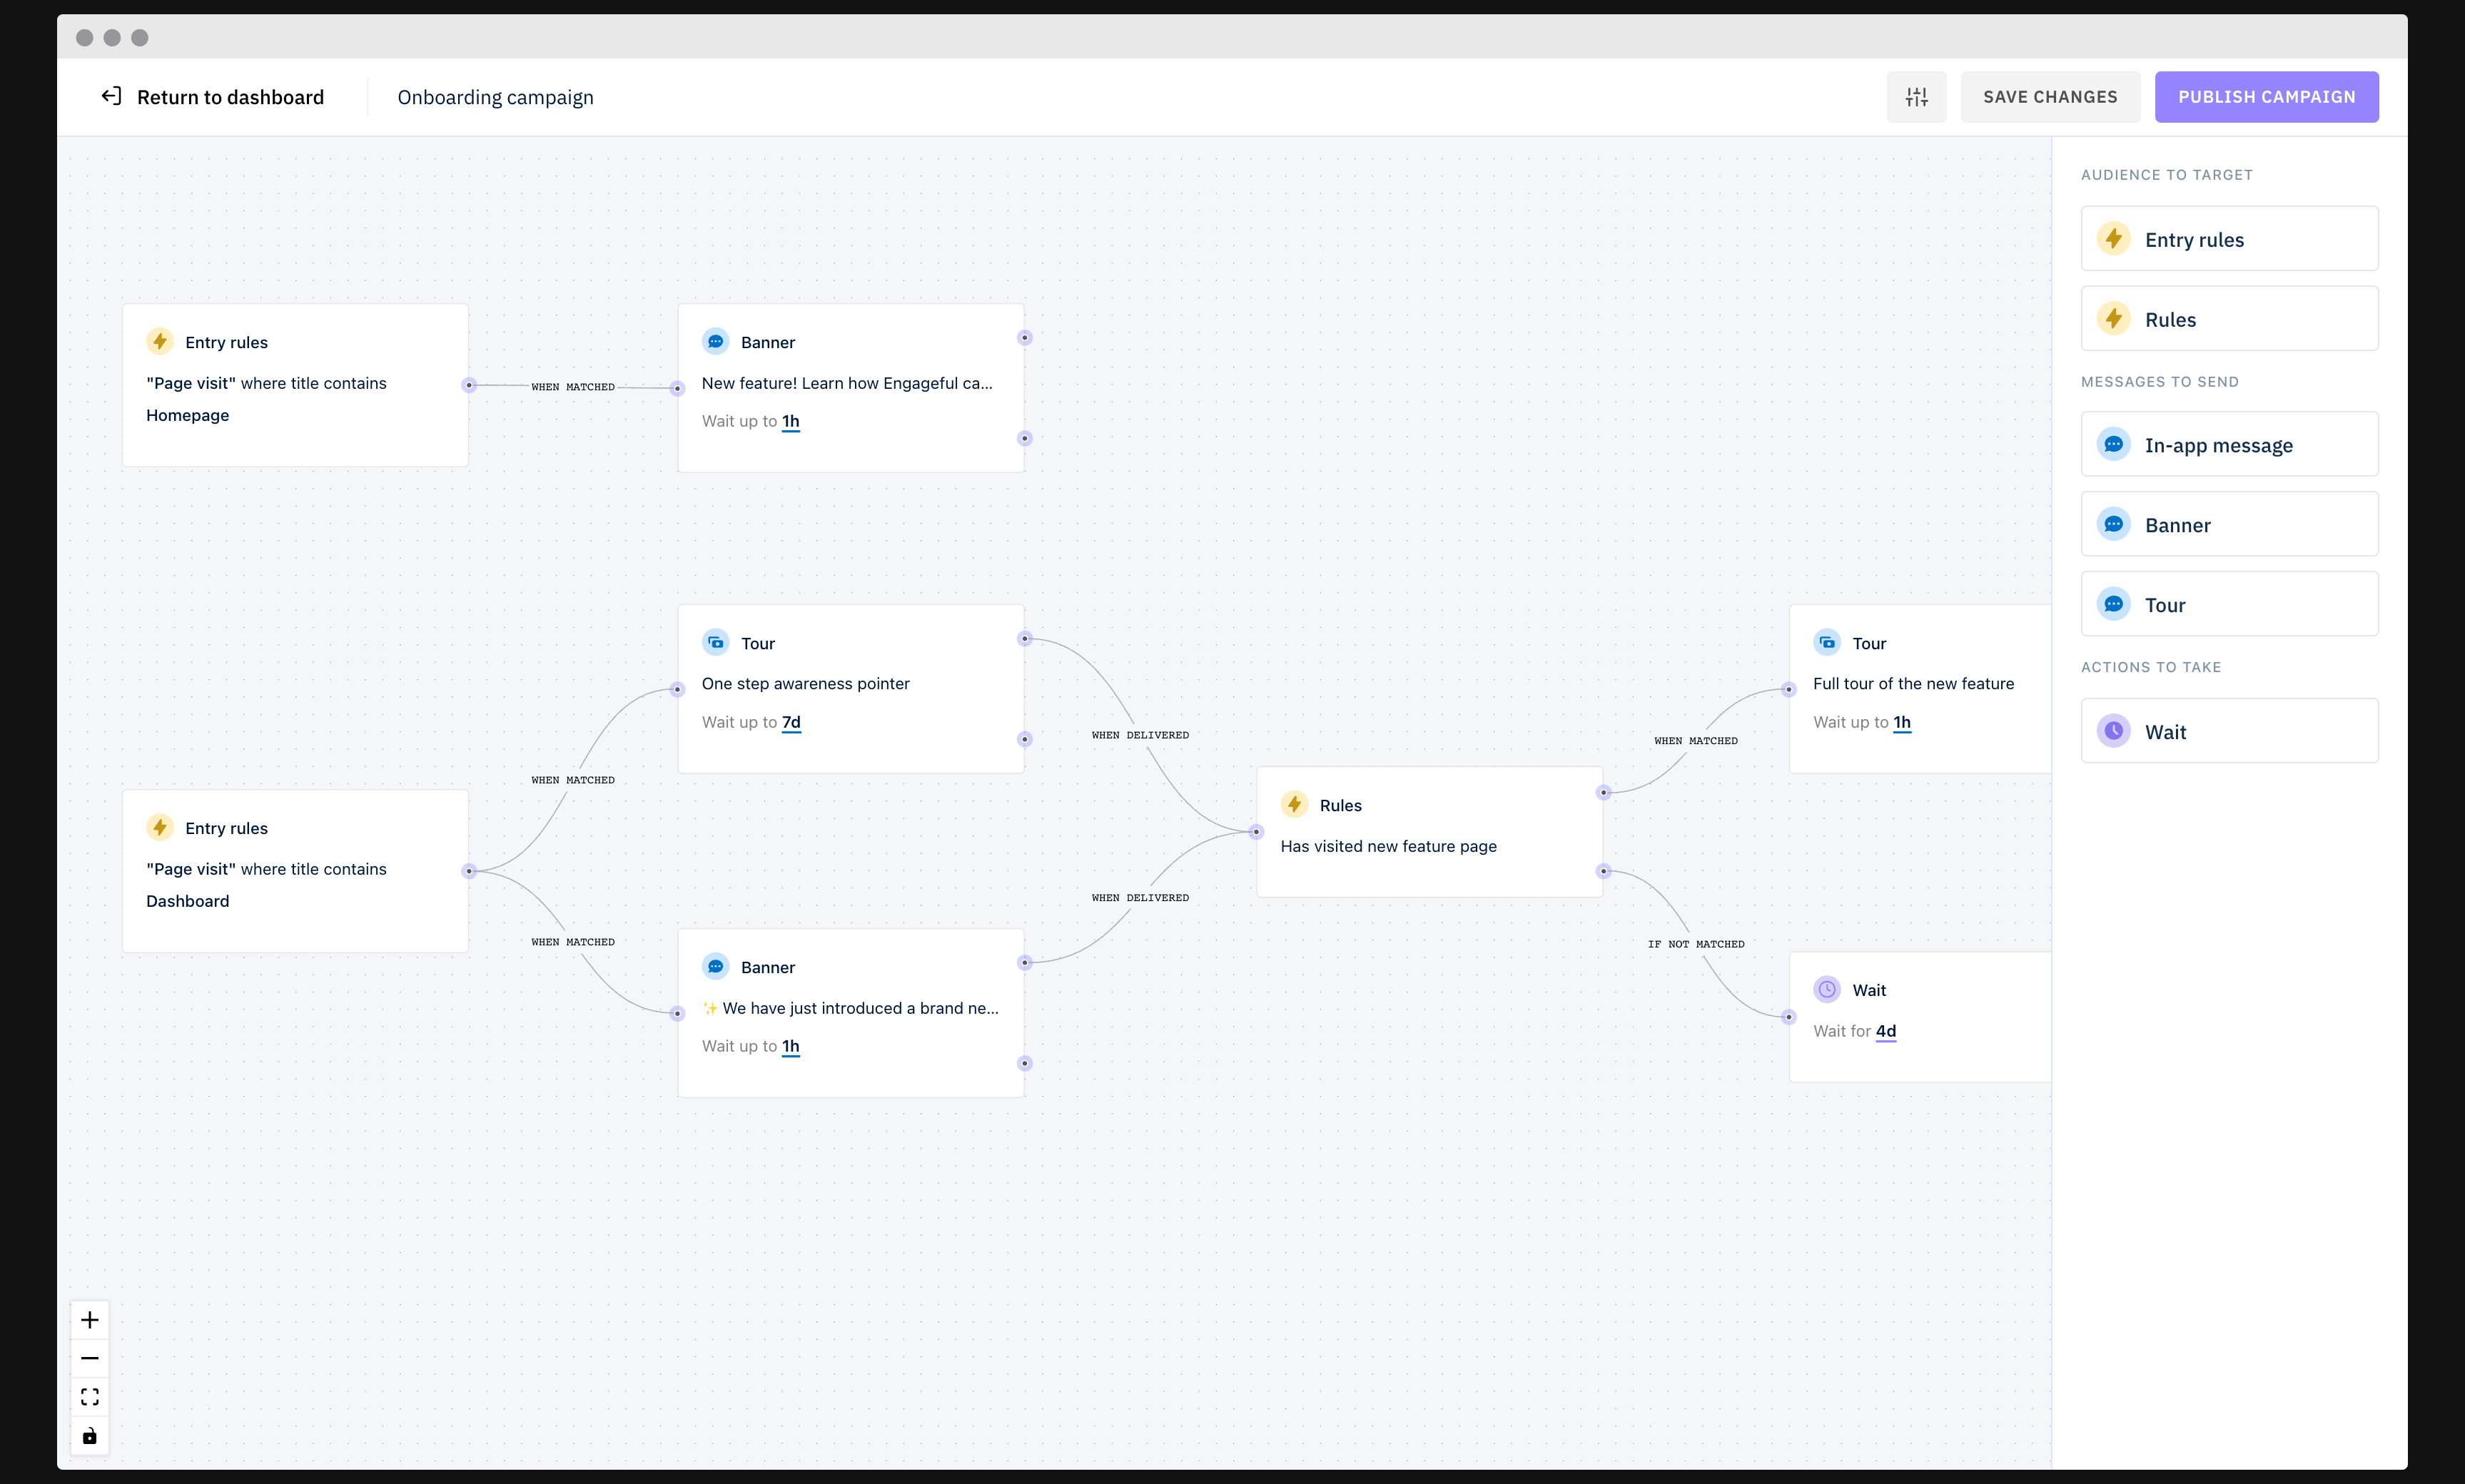 Return to dashboard
Onboarding campaign
SAVE CHANGES
PUBLISH CAMPAIGN
Entry rules
"Page visit" where title contains
Homepage
WHEN MATCHED
Banner
New feature! Learn how Engageful ca...
Wait up to 1h
Entry rules
"Page visit" where title contains
Dashboard
WHEN MATCHED
WHEN MATCHED
Tour
One step awareness pointer
Wait up to 7d
Banner
✨ We have just introduced a brand ne...
Wait up to 1h
WHEN DELIVERED
WHEN DELIVERED
Rules
Has visited new feature page
WHEN MATCHED
IF NOT MATCHED
Tour
Full tour of the new feature
Wait up to 1h
Wait
Wait for 4d
AUDIENCE TO TARGET
Entry rules
Rules
MESSAGES TO SEND
In-app message
Banner
Tour
ACTIONS TO TAKE
Wait